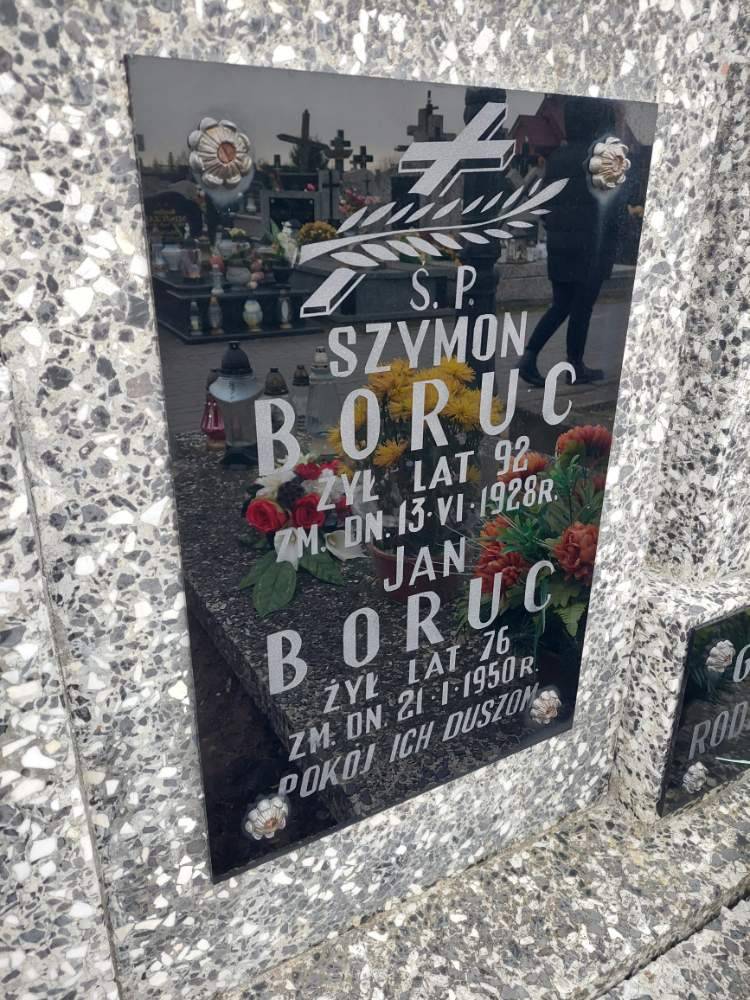 Ś. P.
SZYMON
BORUC
ŻYŁ LAT 92
ZM. DN. 13·VI·1928R.
JAN
BORUC
ŻYŁ LAT 76
ZM. DN. 21·I·1950R.
POKÓJ ICH DUSZOM